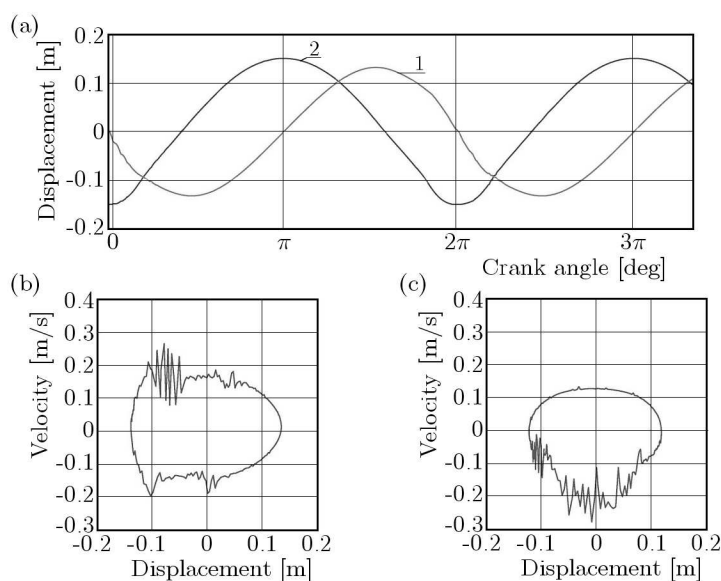 (a)
Displacement [m]
0.2
0.1
0
-0.1
0.2
2
1
0 π 2π 3π
Crank angle [deg]
(b)
Velocity [m/s]
0.4
0.3
0.2
0.1
0
-0.1
-0.2
-0.3
-0.2 -0.1 0 0.1 0.2
Displacement [m]
(c)
Velocity [m/s]
0.4
0.3
0.2
0.1
0
-0.1
-0.2
-0.3
-0.2 -0.1 0 0.1 0.2
Displacement [m]